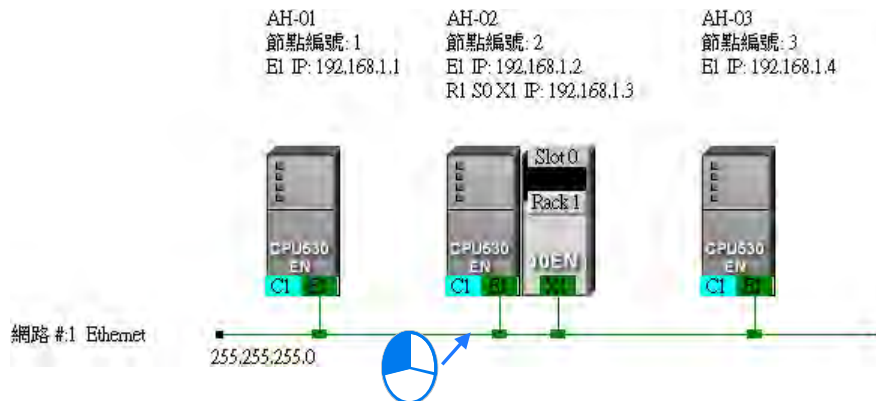 AH-01
節點編號: 1
E1 IP: 192.168.1.1
AH-02
節點編號: 2
E1 IP: 192.168.1.2
R1 S0 X1 IP: 192.168.1.3
AH-03
節點編號: 3
E1 IP: 192.168.1.4
CPU530
EN
C1 E1
CPU530
EN
C1 E1
Slot 0
Rack 1
10EN
X1
CPU530
EN
C1 E1
網路 #:1 Ethernet
255.255.255.0